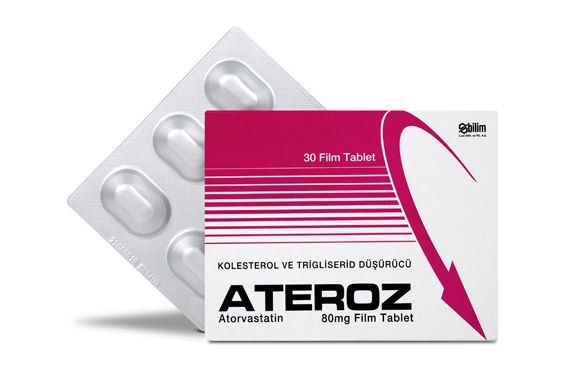 bilim
30 Film Tablet
KOLESTEROL VE TRİGLİSERİD DÜŞÜRÜCÜ
ATEROZ
Atorvastatin 80mg Film Tablet